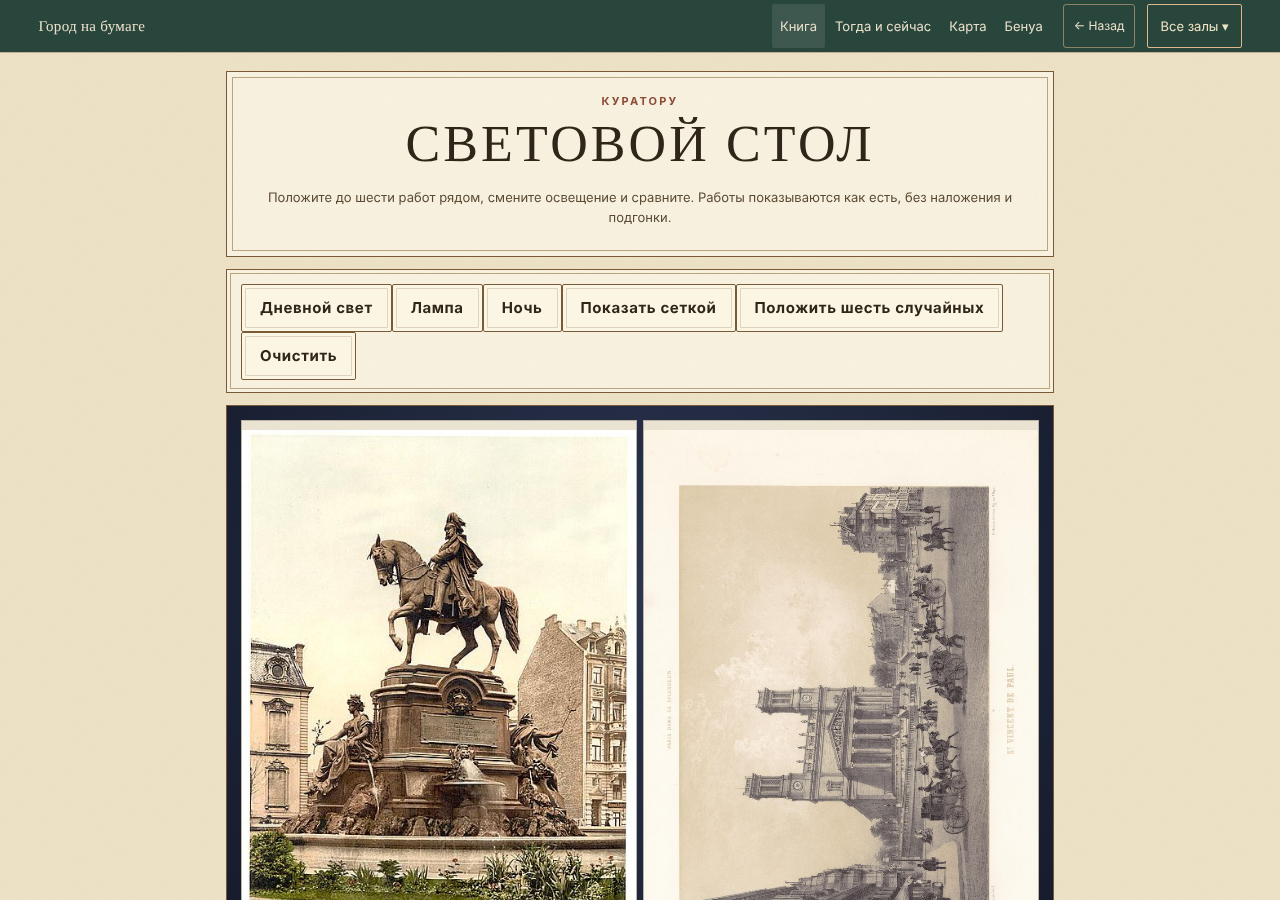 Город на бумаге
Книга
Тогда и сейчас
Карта
Бенуа
← Назад
Все залы ▾
КУРАТОРУ
СВЕТОВОЙ СТОЛ
Положите до шести работ рядом, смените освещение и сравните. Работы показываются как есть, без наложения и
подгонки.
Дневной свет
Лампа
Ночь
Показать сеткой
Положить шесть случайных
Очистить
ST VINCENT DE PAUL